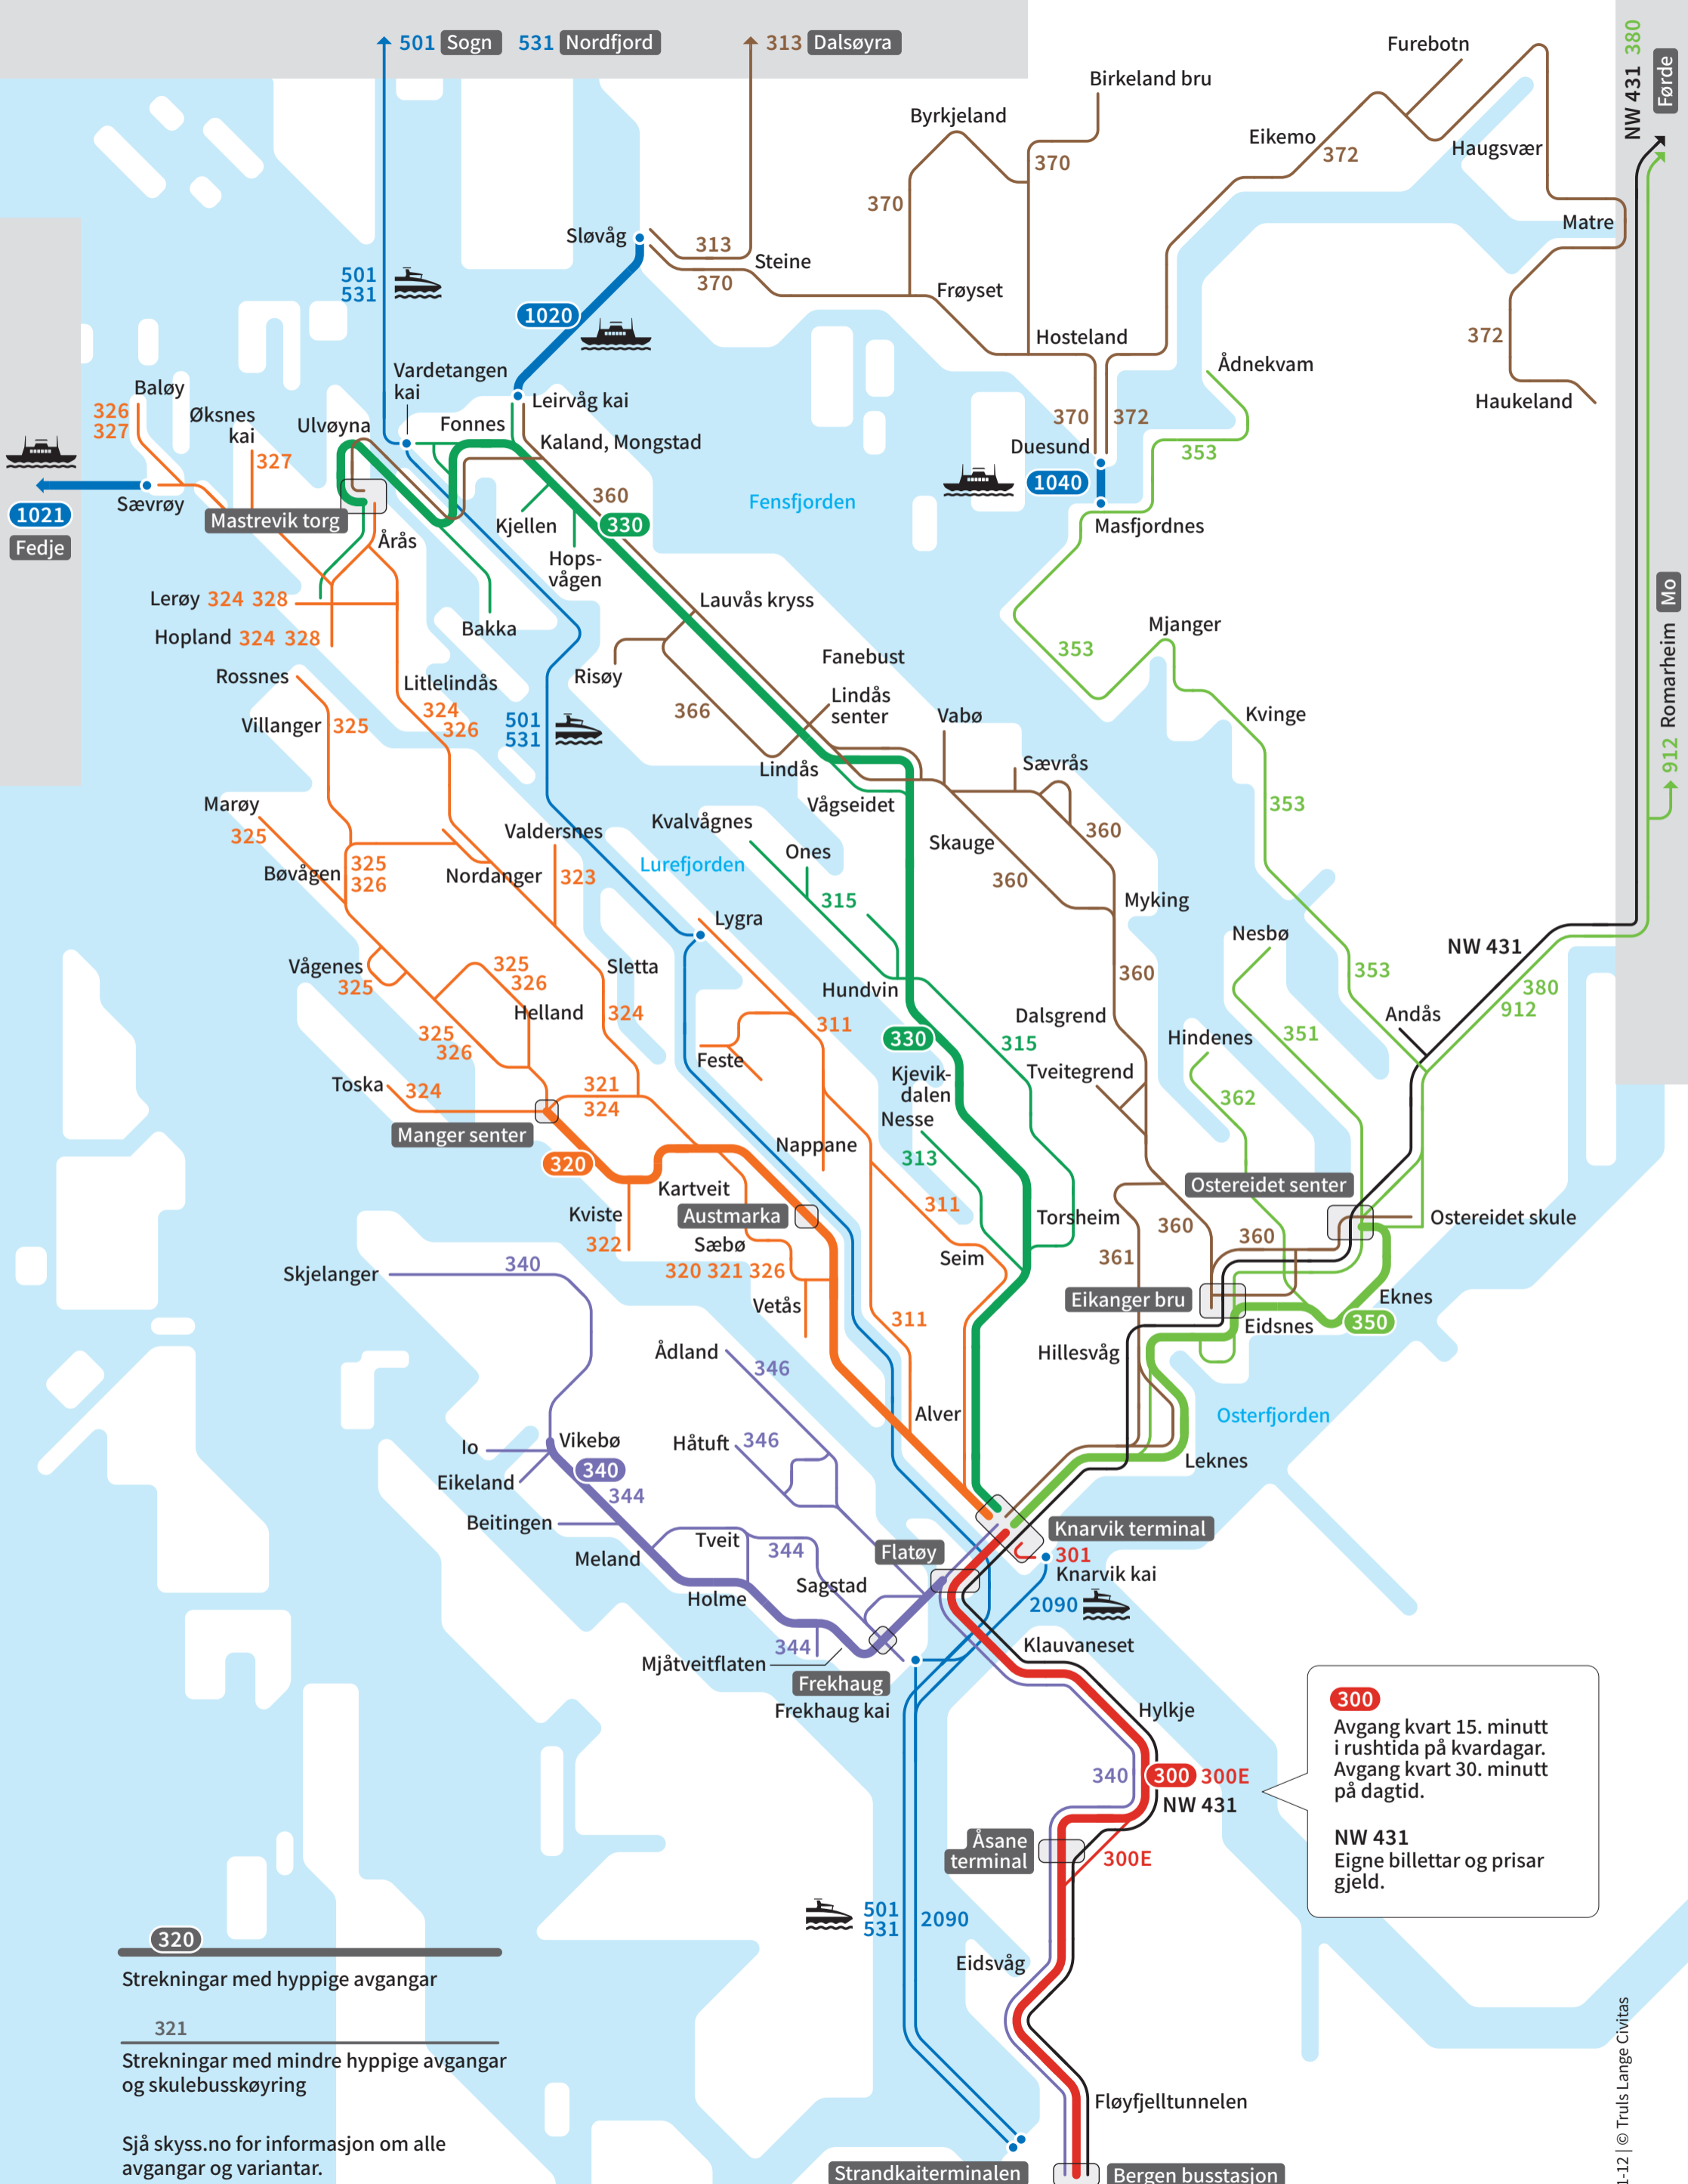 501 Sogn 531 Nordfjord
313 Dalsøyra
NW 431 380
Førde
Furebotn
Birkeland bru
Byrkjeland
Eikemo
372
Haugsvær
370
370
Matre
Sløvåg
313
Steine
370
Frøyset
501
531
1020
Hosteland
372
Ådnekvam
Haukeland
Vardetangen
kai
Leirvåg kai
Baløy
326
327
Øksnes
kai
327
Ulvøyna
Fonnes
Kaland, Mongstad
370 372
Duesund
353
1040
Fensfjorden
Masfjordnes
Sævrøy
1021
Fedje
Mastrevik torg
Årås
360
330
Kjellen
Hops-
vågen
Lerøy 324 328
Hopland 324 328
Bakka
Lauvås kryss
Mjanger
353
912 Romarheim Mo
Risøy
Fanebust
Rossnes
Litlelindås
324
326
Villanger
325
501
531
366
Lindås
senter
Vabø
Kvinge
Lindås
Sævrås
Vågseidet
353
Marøy
325
Valdersnes
Kvalvågnes
Skauge
360
Ones
Lurefjorden
360
Bøvågen
325
326
Nordanger
323
315
Myking
Lygra
Nesbø
NW 431
Vågenes
325
325
326
Sletta
353
360
380
912
Hundvin
Helland
324
311
330
Dalsgrend
315
Andås
Hindenes
351
325
326
Feste
Kjevik-
dalen
Tveitegrend
Toska
324
321
324
362
Nesse
Manger senter
Nappane
313
320
Ostereidet senter
Kartveit
311
Kviste
Austmarka
Torsheim
360
Ostereidet skule
322
Sæbø
360
Seim
361
320 321 326
Skjelanger
340
Vetås
Eikanger bru
Eknes
311
Eidsnes
350
Ådland
346
Hillesvåg
Alver
Osterfjorden
Io
Vikebø
Håtuft
346
Leknes
340
Eikeland
344
Beitingen
Knarvik terminal
Tveit
344
Flatøy
301
Knarvik kai
Meland
Sagstad
Holme
2090
344
Klauvaneset
Mjåtveitflaten
Frekhaug
Frekhaug kai
Hylkje
340
300 300E
NW 431
300
Avgang kvart 15. minutt
i rushtida på kvardagar.
Avgang kvart 30. minutt
på dagtid.
NW 431
Eigne billettar og prisar
gjeld.
Åsane
terminal
300E
501
531
2090
Eidsvåg
320
Strekningar med hyppige avgangar
321
Strekningar med mindre hyppige avgangar
og skulebusskøyring
Fløyfjelltunnelen
Sjå skyss.no for informasjon om alle
avgangar og variantar.
Strandkaiterminalen
Bergen busstasjon
1-12 | © Truls Lange Civitas